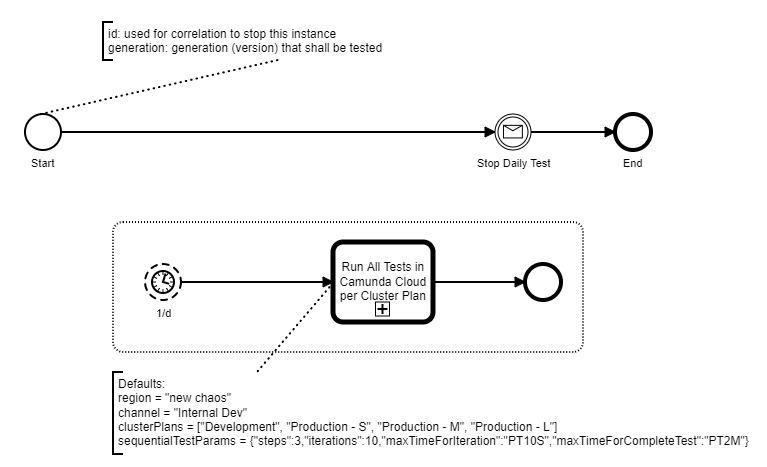 id: used for correlation to stop this instance
generation: generation (version) that shall be tested
Start
Stop Daily Test
End
Run All Tests in
Camunda Cloud
per Cluster Plan
1/d
Defaults:
region = "new chaos"
channel = "Internal Dev"
clusterPlans = ["Development", "Production - S", "Production - M", "Production - L"]
sequentialTestParams = {"steps":3,"iterations":10,"maxTimeForIteration":"PT10S","maxTimeForCompleteTest":"PT2M"}